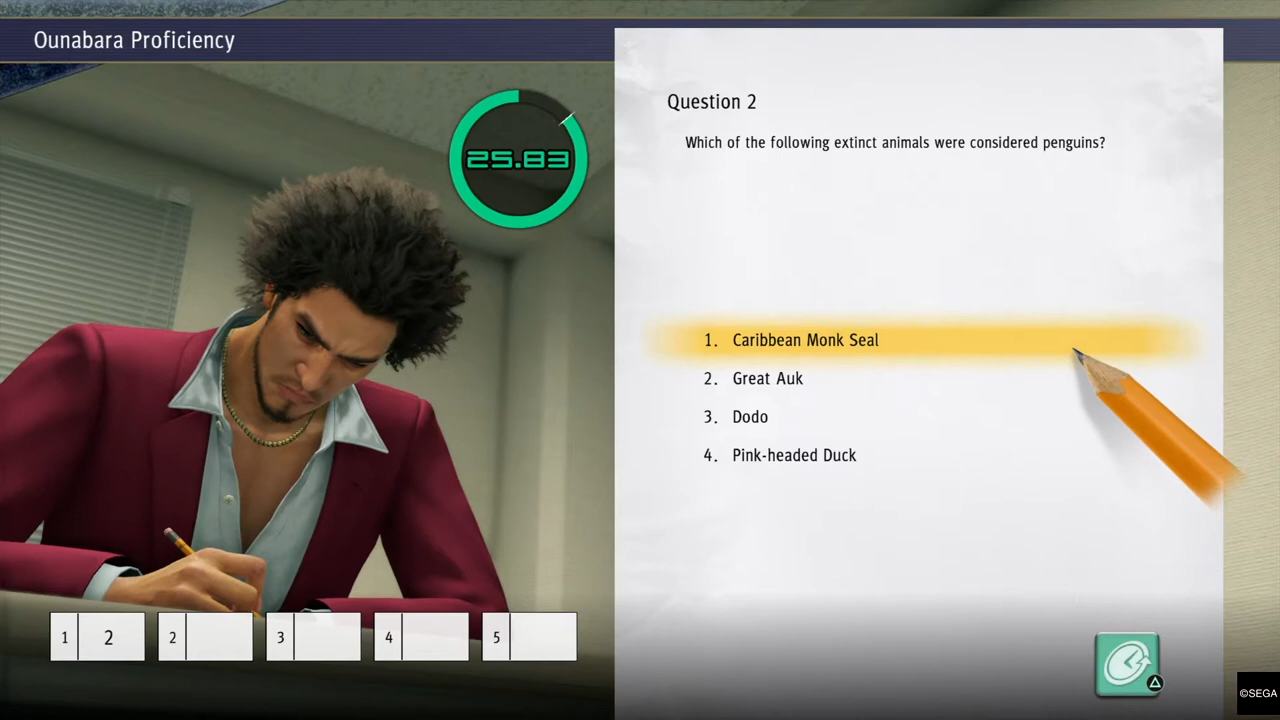 Ounabara Proficiency
25.83
Question 2
Which of the following extinct animals were considered penguins?
1. Caribbean Monk Seal
2. Great Auk
3. Dodo
4. Pink-headed Duck
1 2 2 3 4 5
©SEGA